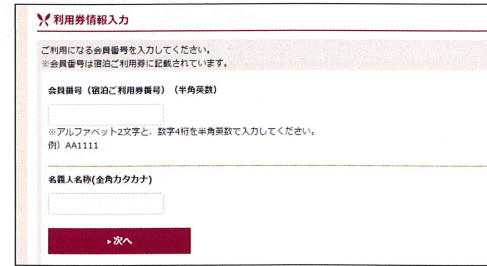 利用券情報入力
ご利用になる会員番号を入力してください。
※会員番号は宿泊ご利用券に記載されています。
会員番号（宿泊ご利用券番号）（半角英数）
※アルファベット2文字と、数字4桁を半角英数で入力してください。
例）AA1111
名義人名称(全角カタカナ)
▸次へ